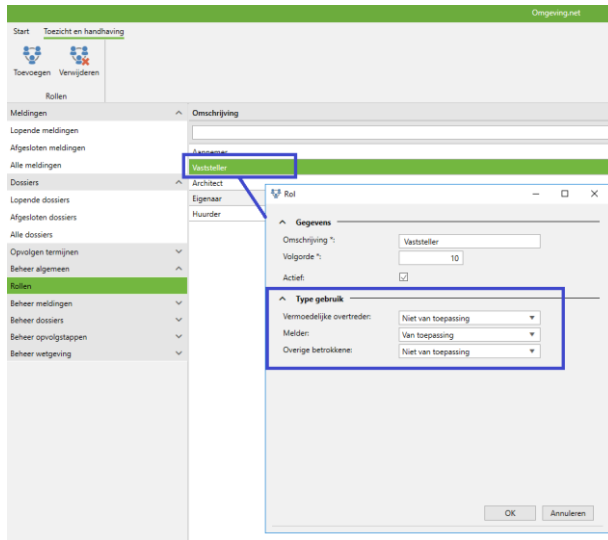 Omgeving.net
Start Toezicht en handhaving
Toevoegen Verwijderen
Rollen
Meldingen
Lopende meldingen
Afgesloten meldingen
Alle meldingen
Dossiers
Lopende dossiers
Afgesloten dossiers
Alle dossiers
Opvolgen termijnen
Beheer algemeen
Rollen
Beheer meldingen
Beheer dossiers
Beheer opvolgstappen
Beheer wetgeving
Omschrijving
Aannemer
Vaststeller
Architect
Eigenaar
Huurder
Rol
Gegevens
Omschrijving *: Vaststeller
Volgorde *: 10
Actief:
Type gebruik
Vermoedelijke overtreder: Niet van toepassing
Melder: Van toepassing
Overige betrokkene: Niet van toepassing
OK Annuleren